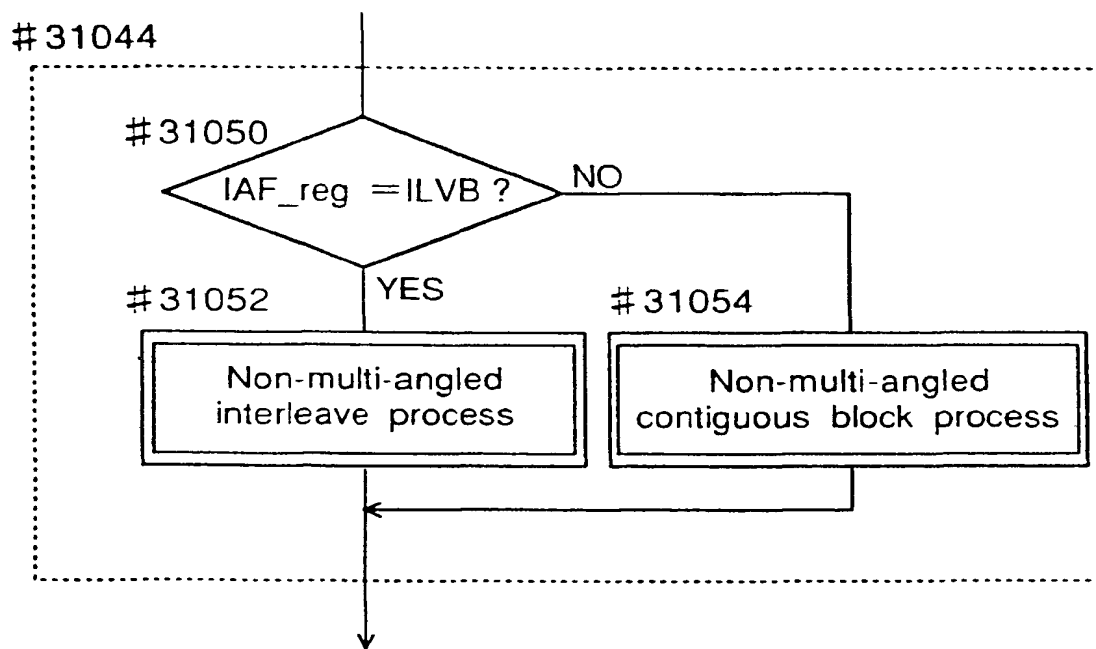 #31044
#31050
IAF_reg =ILVB ?
NO
YES
#31052
#31054
Non-multi-angled
interleave process
Non-multi-angled
contiguous block process